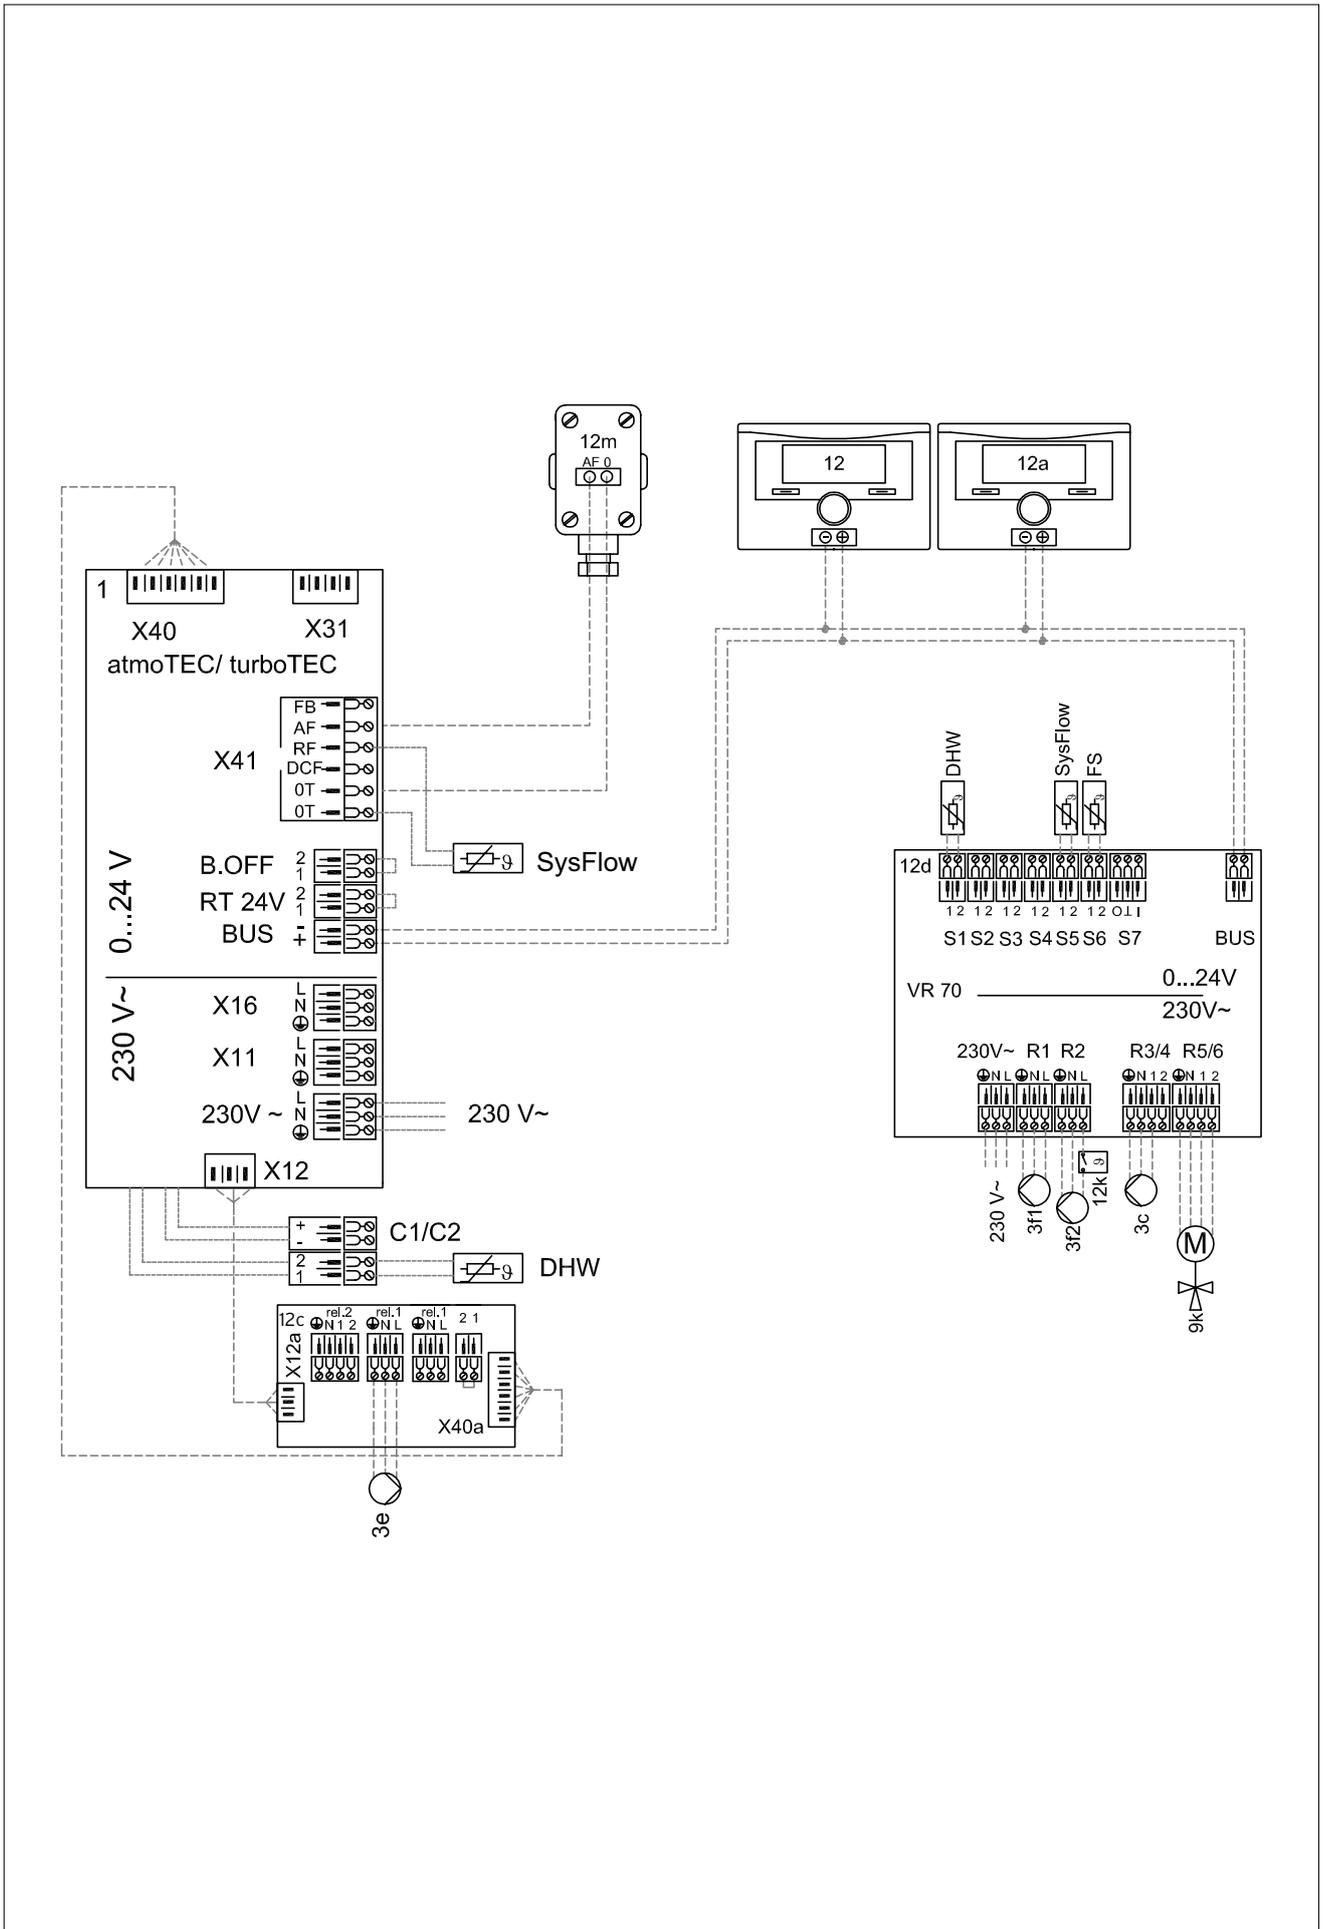 12m
AF 0
12
12a
1
X40
X31
atmoTEC/ turboTEC
X41
FB
AF
RF
DCF
0T
0T
SysFlow
0...24 V
B.OFF
2
1
RT 24V
2
1
BUS
-
+
230 V~
X16
L
N
X11
L
N
230V ~
L
N
230 V~
X12
+
-
C1/C2
2
1
DHW
12c
rel.2
N 1 2
rel.1
N L
rel.1
N L
2 1
X12a
X40a
3e
DHW
SysFlow
FS
12d
1 2
1 2
1 2
1 2
1 2
1 2
S1 S2 S3 S4 S5 S6 S7
BUS
VR 70
0...24V
230V~
230V~ R1 R2 R3/4 R5/6
N L
N L
N L
N 1 2
N 1 2
230 V~
3f1
3f2
12k
3c
M
9k